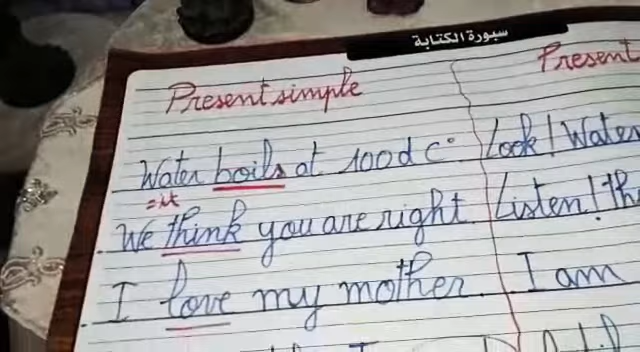 سبورة الكتابة
Present simple Present
Water boils at 100d C° Look! Water
= it
We think you are right Listen! th
I love my mother. I am